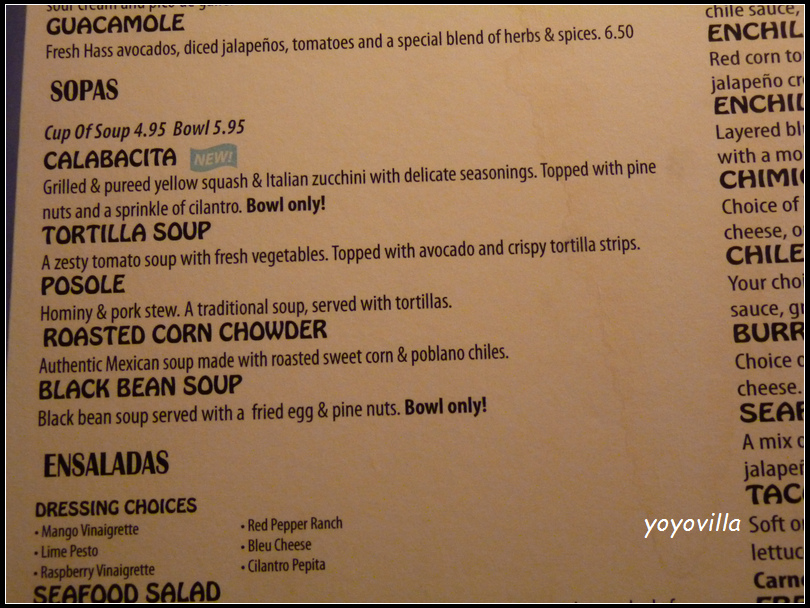 sour cream and pico de
GUACAMOLE
Fresh Hass avocados, diced jalapeños, tomatoes and a special blend of herbs & spices. 6.50
SOPAS
Cup Of Soup 4.95 Bowl 5.95
CALABACITA NEW!
Grilled & pureed yellow squash & Italian zucchini with delicate seasonings. Topped with pine
nuts and a sprinkle of cilantro. Bowl only!
TORTILLA SOUP
A zesty tomato soup with fresh vegetables. Topped with avocado and crispy tortilla strips.
POSOLE
Hominy & pork stew. A traditional soup, served with tortillas.
ROASTED CORN CHOWDER
Authentic Mexican soup made with roasted sweet corn & poblano chiles.
BLACK BEAN SOUP
Black bean soup served with a fried egg & pine nuts. Bowl only!
ENSALADAS
DRESSING CHOICES
• Mango Vinaigrette
• Lime Pesto
• Raspberry Vinaigrette
• Red Pepper Ranch
• Bleu Cheese
• Cilantro Pepita
SEAFOOD SALAD
chile sauce,
ENCHIL
Red corn to
jalapeño cr
ENCHIL
Layered bl
with a mo
CHIMI
Choice of
cheese, o
CHILE
Your choi
sauce, g
BURR
Choice o
cheese.
SEAF
A mix o
jalapeñ
TAC
Soft o
lettuc
Carn
yoyovilla